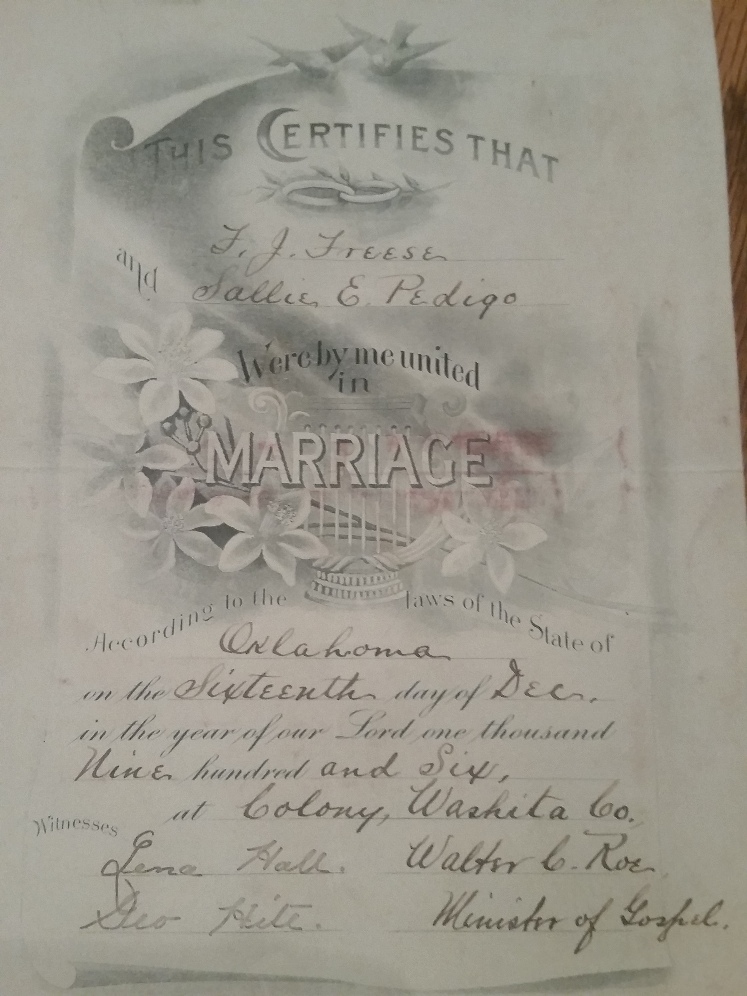 THIS CERTIFIES THAT
F. J. Freese
and Sallie E. Pedigo
Were by me united
in
MARRIAGE
According to the laws of the State of
Oklahoma
on the Sixteenth day of Dec.
in the year of our Lord one thousand
Nine hundred and Six,
at Colony, Washita Co.,
Witnesses
Lena Hall. Walter C. Roe
Geo Hite. Minister of Gospel.